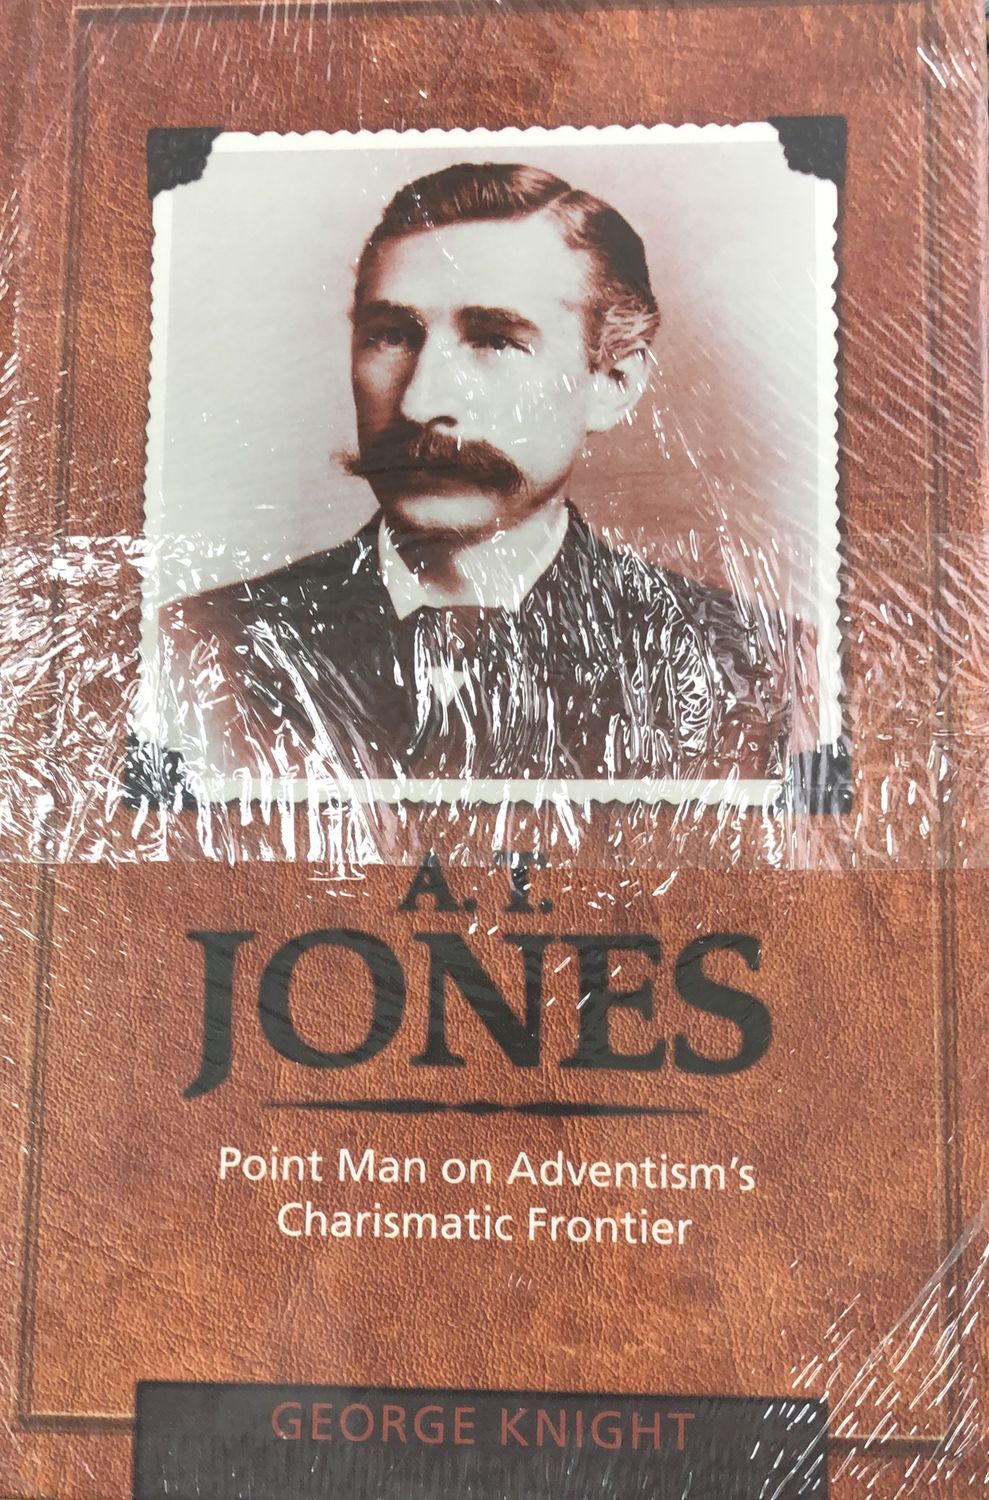 A. T.
JONES
Point Man on Adventism's
Charismatic Frontier
GEORGE KNIGHT